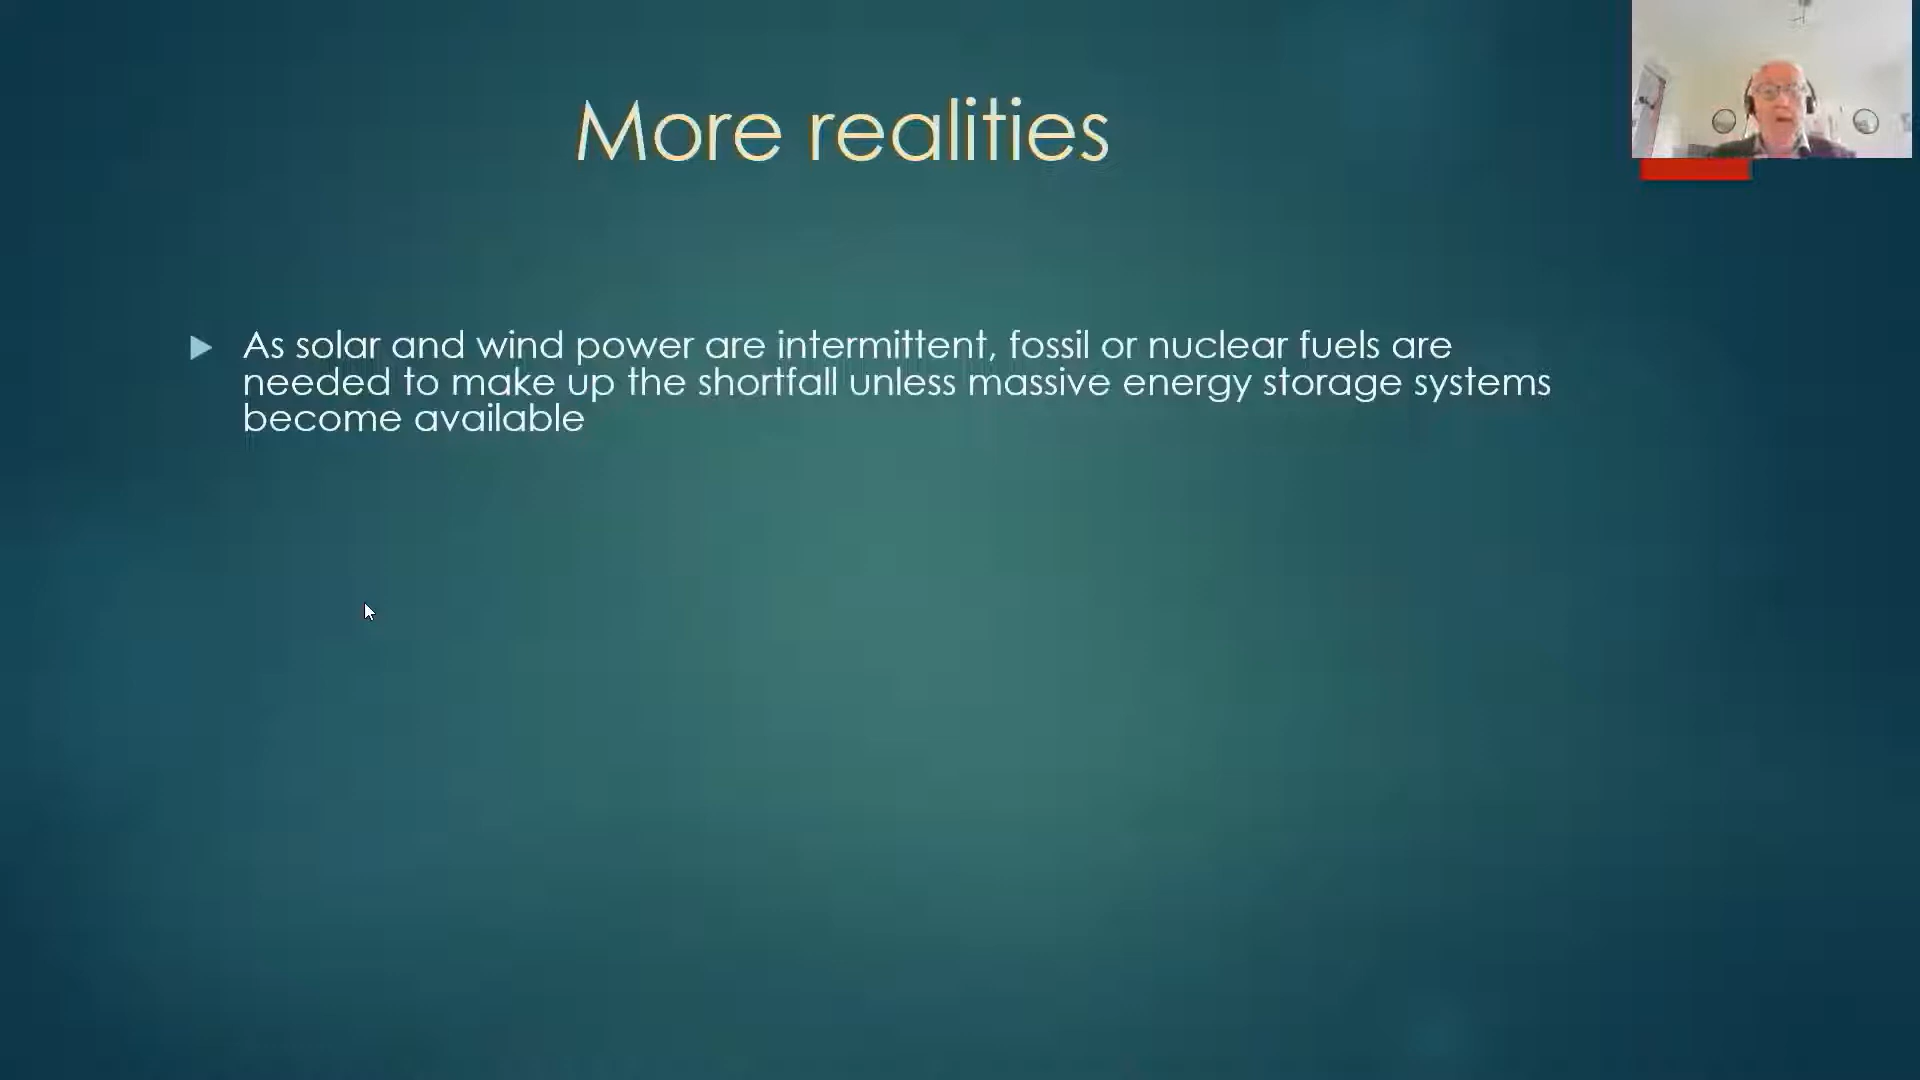 More realities
As solar and wind power are intermittent, fossil or nuclear fuels are
needed to make up the shortfall unless massive energy storage systems
become available